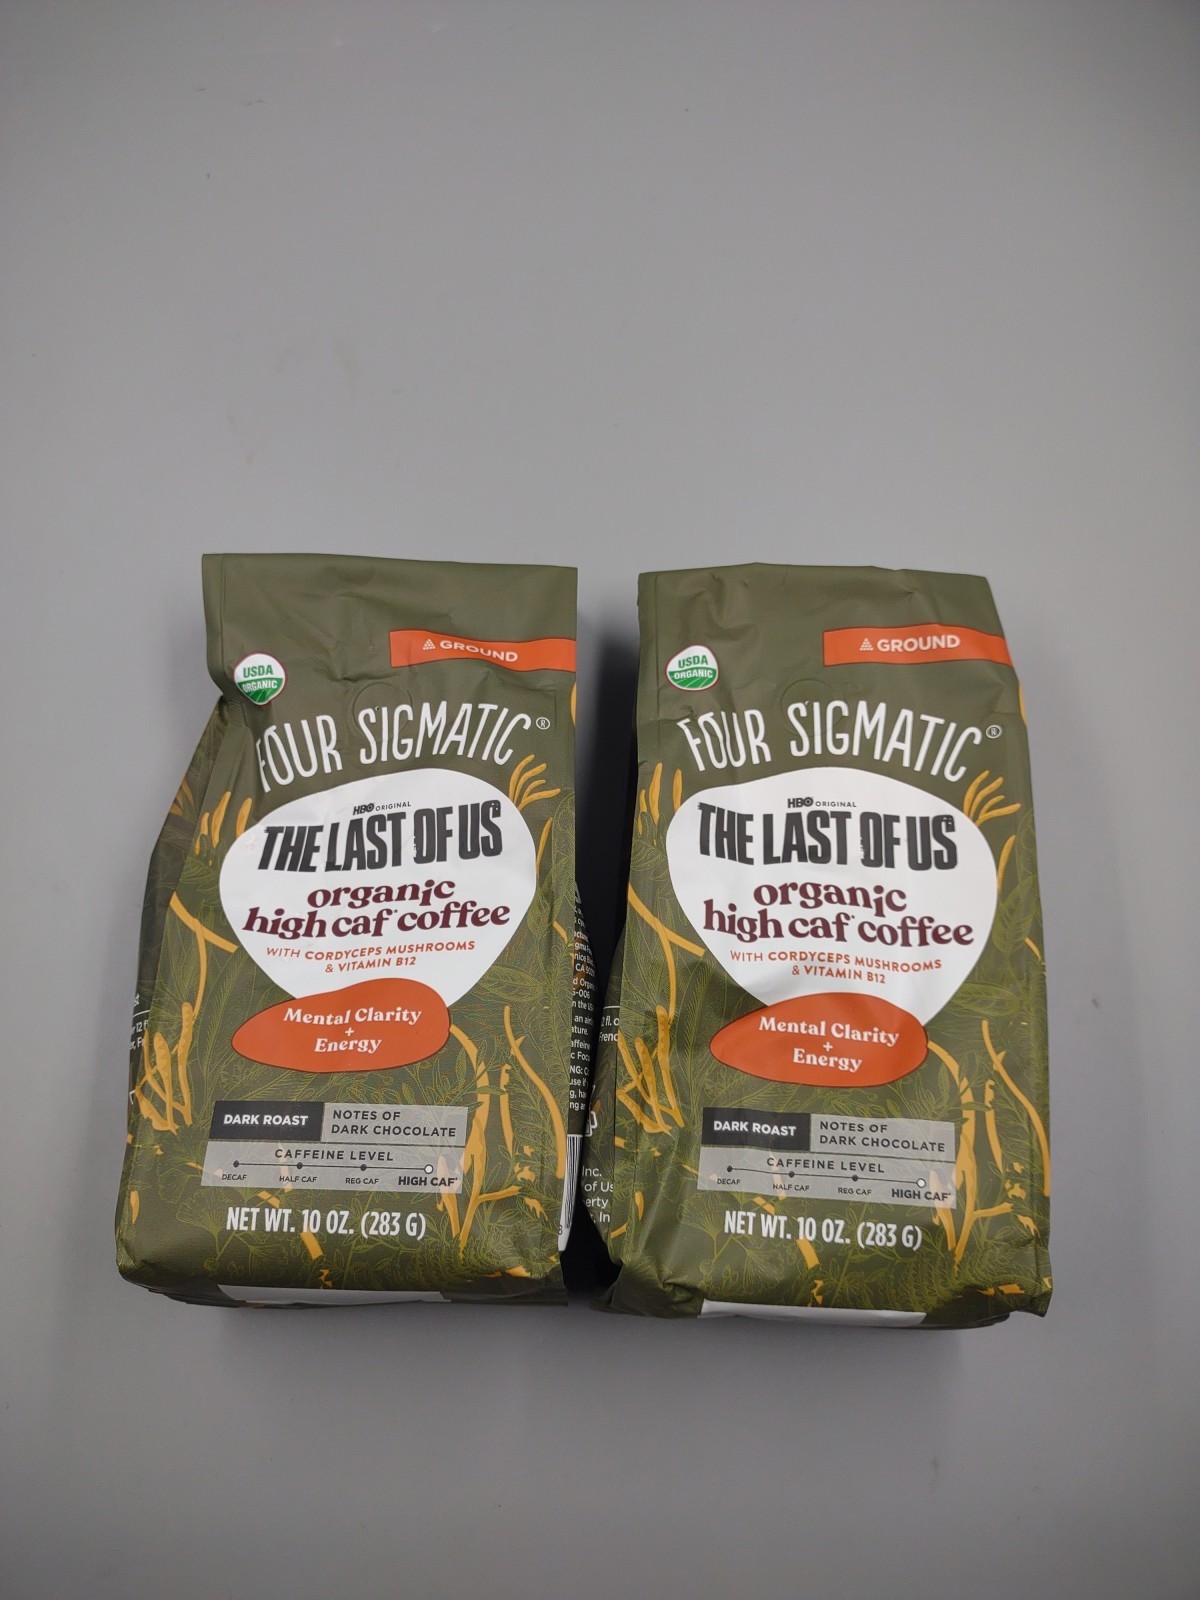 GROUND
USDA
ORGANIC
FOUR SIGMATIC®
HBO ORIGINAL
THE LAST OF US
organic
high caf* coffee
WITH CORDYCEPS MUSHROOMS
& VITAMIN B12
Mental Clarity
+
Energy
DARK ROAST
NOTES OF
DARK CHOCOLATE
CAFFEINE LEVEL
DECAF HALF CAF REG CAF HIGH CAF*
NET WT. 10 OZ. (283 G)
GROUND
USDA
ORGANIC
FOUR SIGMATIC®
HBO ORIGINAL
THE LAST OF US
organic
high caf* coffee
WITH CORDYCEPS MUSHROOMS
& VITAMIN B12
Mental Clarity
+
Energy
DARK ROAST
NOTES OF
DARK CHOCOLATE
CAFFEINE LEVEL
DECAF HALF CAF REG CAF HIGH CAF*
NET WT. 10 OZ. (283 G)
Inc.
of Us